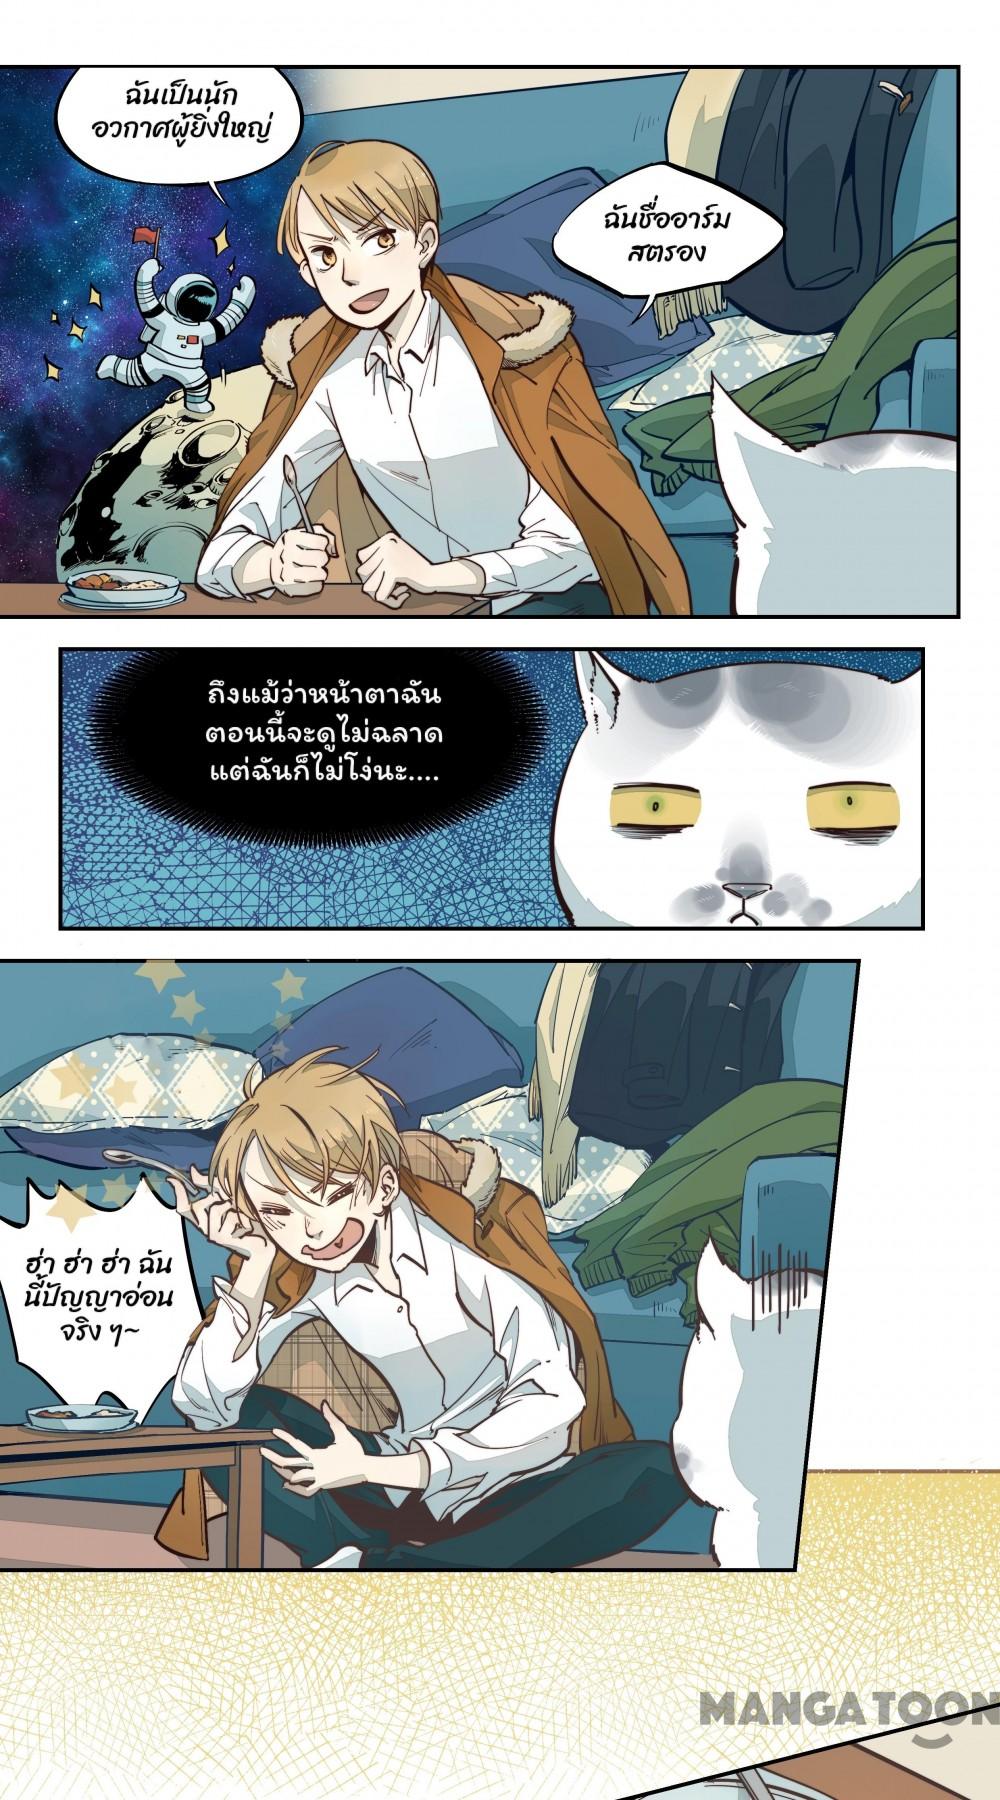 ฉันเป็นนัก
อวกาศผู้ยิ่งใหญ่
ฉันชื่ออาร์ม
สตรอง
ถึงแม้ว่าหน้าตาฉัน
ตอนนี้จะดูไม่ฉลาด
แต่ฉันก็ไม่โง่นะ....
ฮ่า ฮ่า ฮ่า ฉัน
นี้ปัญญาอ่อน
จริง ๆ~
MANGATOON